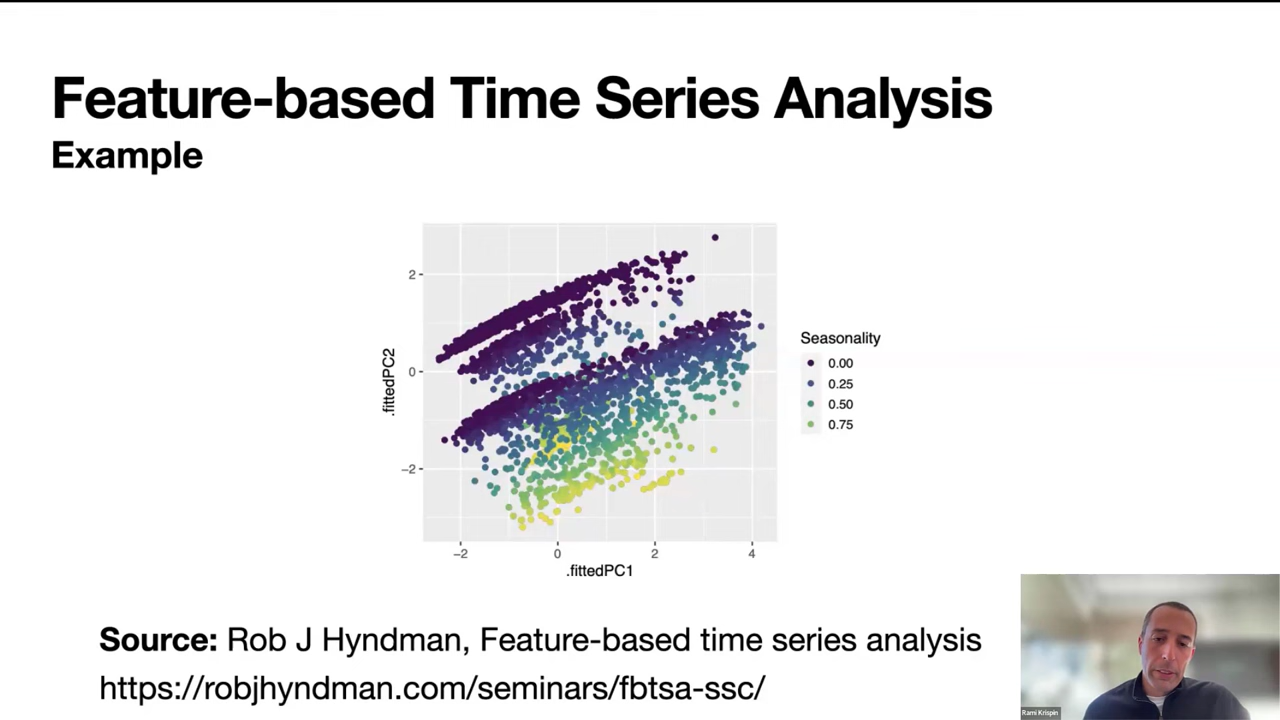 Feature-based Time Series Analysis
Example
.fittedPC2
2
0
−2
−2
0
2
4
.fittedPC1
Seasonality
0.00
0.25
0.50
0.75
Source: Rob J Hyndman, Feature-based time series analysis
https://robjhyndman.com/seminars/fbtsa-ssc/
Rami Krispin